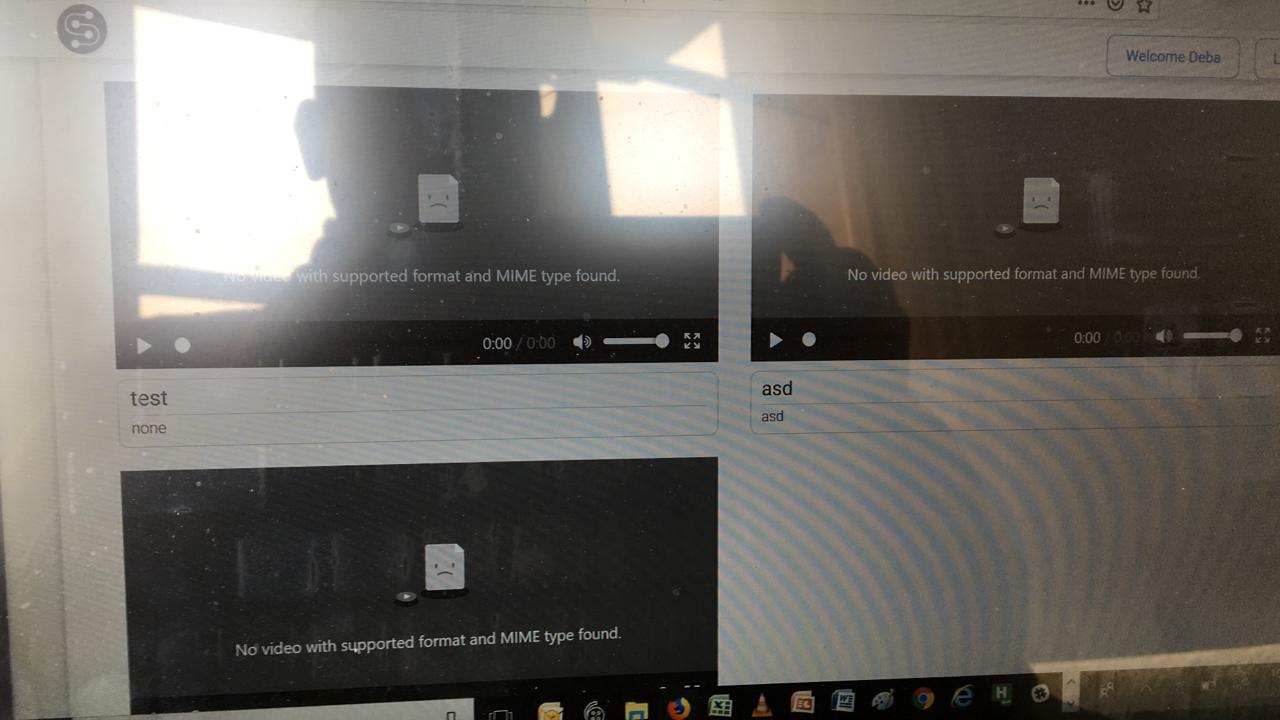 Welcome Deba
No video with supported format and MIME type found.
0:00 / 0:00
No video with supported format and MIME type found.
0:00 / 0:00
test
none
asd
asd
No video with supported format and MIME type found.